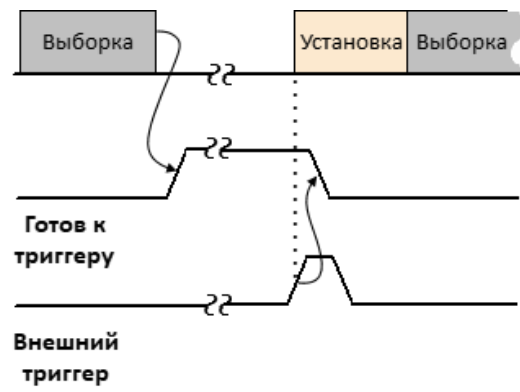 Выборка
Установка
Выборка
Готов к
триггеру
Внешний
триггер